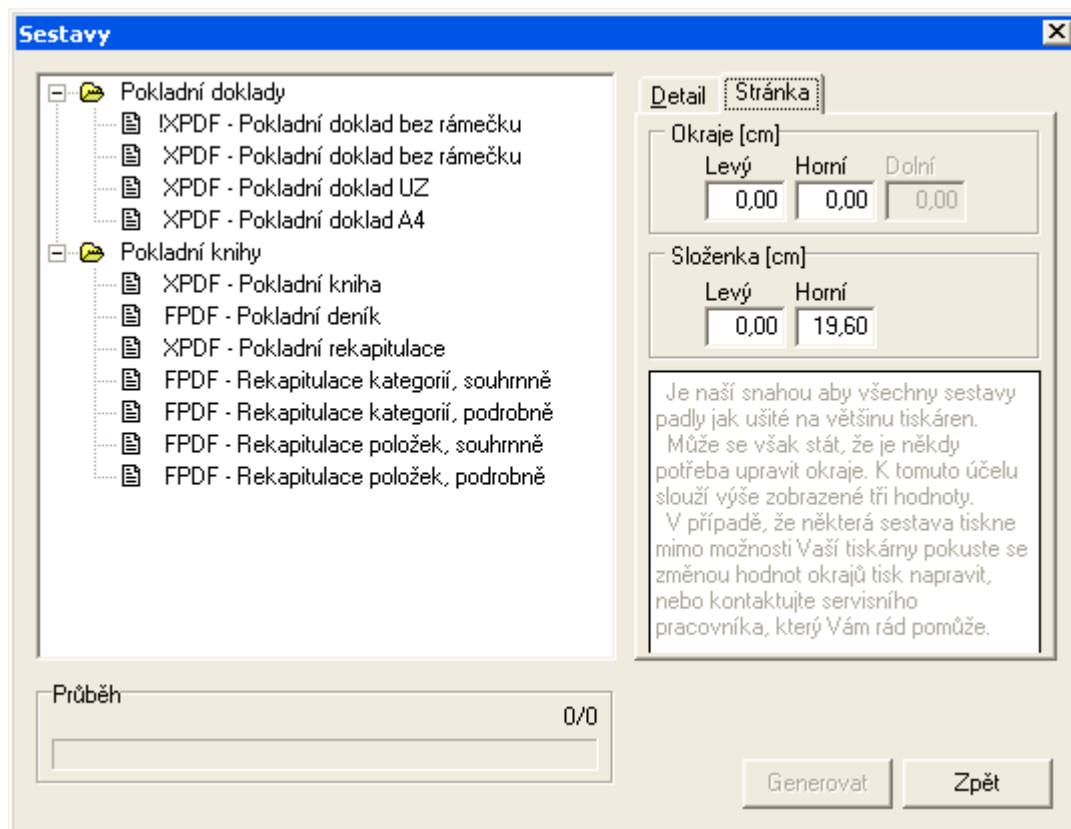 Sestavy
Pokladní doklady
!XPDF - Pokladní doklad bez rámečku
XPDF - Pokladní doklad bez rámečku
XPDF - Pokladní doklad UZ
XPDF - Pokladní doklad A4
Pokladní knihy
XPDF - Pokladní kniha
FPDF - Pokladní deník
XPDF - Pokladní rekapitulace
FPDF - Rekapitulace kategorií, souhrnně
FPDF - Rekapitulace kategorií, podrobně
FPDF - Rekapitulace položek, souhrnně
FPDF - Rekapitulace položek, podrobně
Detail Stránka
Okraje [cm]
Levý Horní Dolní
0,00 0,00 0,00
Složenka [cm]
Levý Horní
0,00 19,60
Je naší snahou aby všechny sestavy
padly jak ušité na většinu tiskáren.
Může se však stát, že je někdy
potřeba upravit okraje. K tomuto účelu
slouží výše zobrazené tři hodnoty.
V případě, že některá sestava tiskne
mimo možnosti Vaší tiskárny pokuste se
změnou hodnot okrajů tisk napravit,
nebo kontaktujte servisního
pracovníka, který Vám rád pomůže.
Průběh
0/0
Generovat Zpět